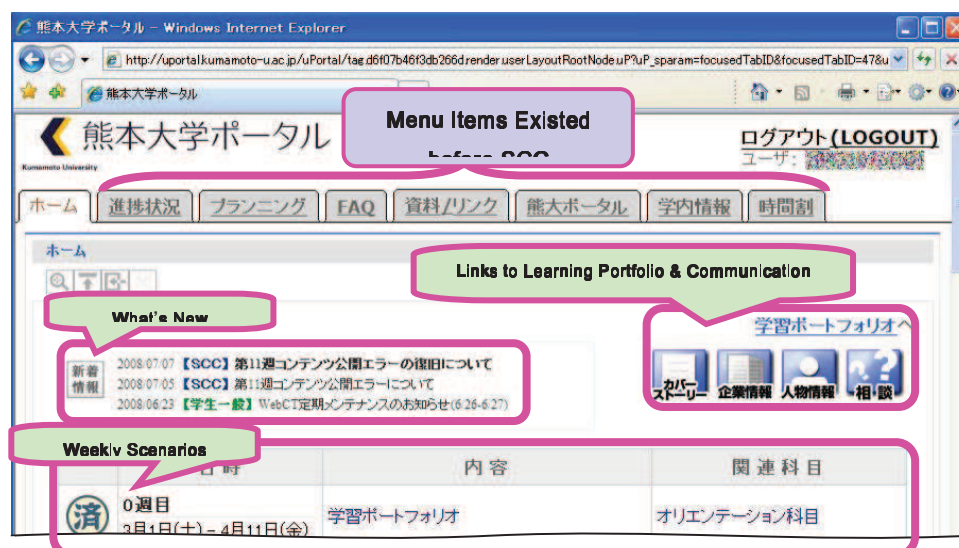 熊本大学ポータル - Windows Internet Explorer
http://uportal.kumamoto-u.ac.jp/uPortal/tag.d6f07b46f3db266d.render.userLayoutRootNode.uP?uP_sparam=focusedTabID&focusedTabID=47&u
熊本大学ポータル
熊本大学ポータル
Kumamoto University
Menu Items Existed
before SCC
ログアウト(LOGOUT)
ユーザ:
ホーム 進捗状況 プランニング FAQ 資料/リンク 熊大ポータル 学内情報 時間割
ホーム
Links to Learning Portfolio & Communication
What's New
学習ポートフォリオへ
新着
情報
2008/07/07 【SCC】 第11週コンテンツ公開エラーの復旧について
2008/07/05 【SCC】 第11週コンテンツ公開エラーについて
2008/06/23 【学生一般】 WebCT定期メンテナンスのお知らせ(6/26-6/27)
カバー
ストーリー 企業情報 人物情報 相・談
Weekly Scenarios
日時 内容 関連科目
済 0週目
3月1日(土) - 4月11日(金) 学習ポートフォリオ オリエンテーション科目